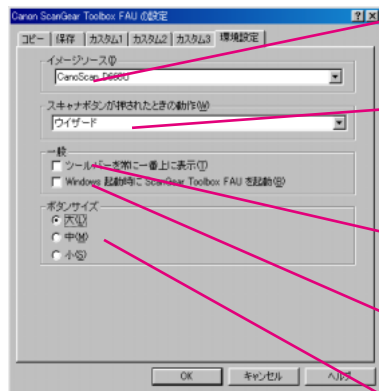 Canon ScanGear Toolbox FAU の設定
コピー 保存 カスタム1 カスタム2 カスタム3 環境設定
イメージソース(I)
CanoScan D660U
スキャナボタンが押されたときの動作(W)
ウイザード
一般
ツールバーを常に一番上に表示(T)
Windows 起動時に ScanGear Toolbox FAU を起動(R)
ボタンサイズ
大(L)
中(M)
小(S)
OK キャンセル ヘルプ